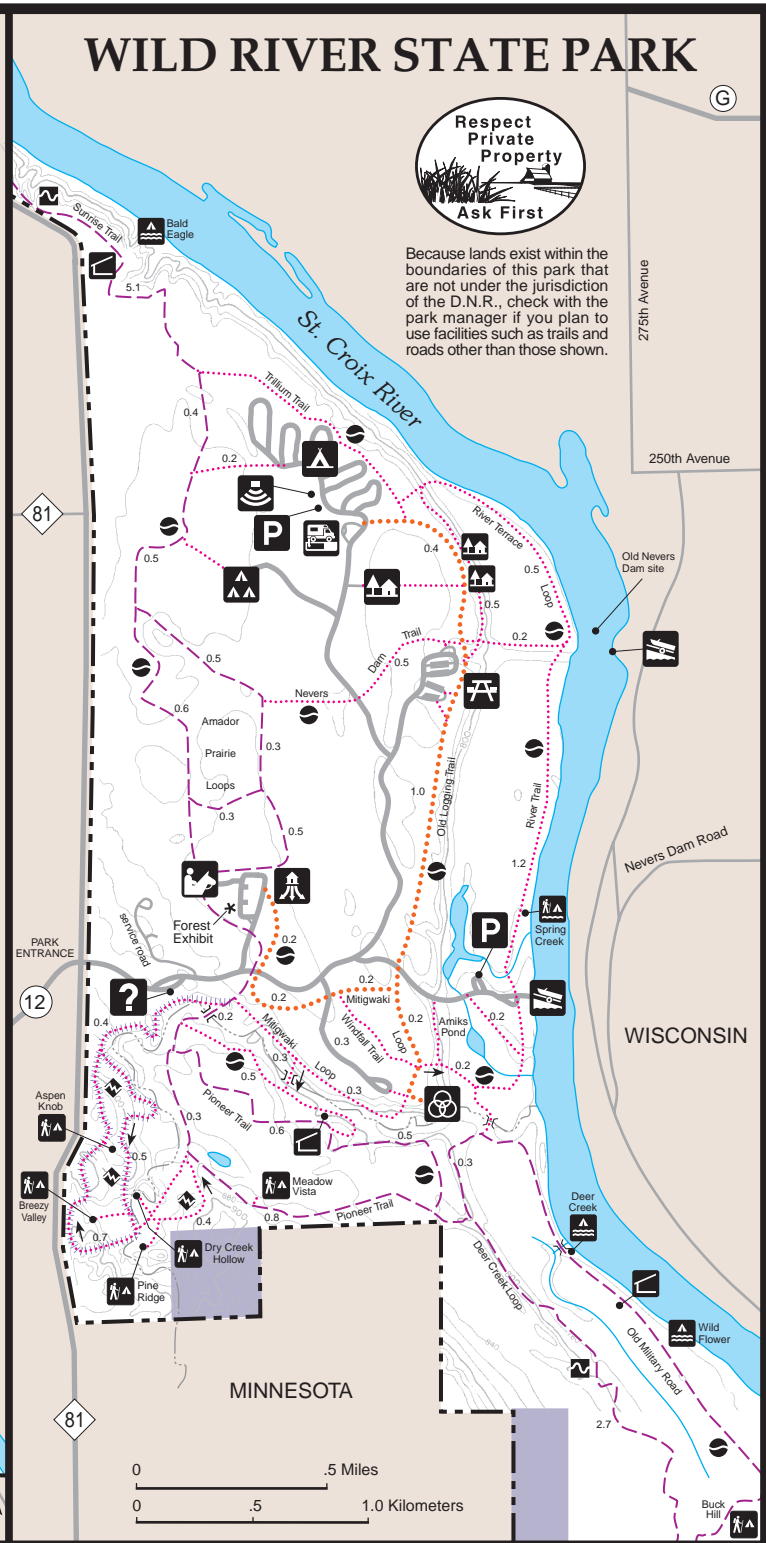 WILD RIVER STATE PARK
G
Respect
Private
Property
Ask First
Because lands exist within the
boundaries of this park that
are not under the jurisdiction
of the D.N.R., check with the
park manager if you plan to
use facilities such as trails and
roads other than those shown.
275th Avenue
Sunrise Trail
Bald
Eagle
5.1
St. Croix River
Trillium Trail
0.4
0.2
250th Avenue
81
P
River Terrace
Loop
0.4
0.5
0.5
0.5
Old Nevers
Dam site
0.2
Nevers
Dam
Trail
0.5
0.5
0.6
Amador
Prairie
Loops
0.3
0.3
0.5
800
1.0
Old Logging Trail
River Trail
1.2
Nevers Dam Road
Forest
Exhibit
service road
PARK
ENTRANCE
12
?
0.2
0.2
0.2
P
Spring
Creek
WISCONSIN
0.4
0.2
Mitigwaki
Loop
0.3
0.3
Mitigwaki
Loop
Windfall Trail
0.3
0.2
Amiks
Pond
0.2
0.2
Aspen
Knob
0.5
Pioneer Trail
0.3
0.5
0.6
0.5
0.3
Breezy
Valley
0.7
0.4
Meadow
Vista
880
900
0.8
Pioneer Trail
Dry Creek
Hollow
Pine
Ridge
Deer
Creek
Deer Creek Loop
Wild
Flower
Old Military Road
840
MINNESOTA
81
2.7
Buck
Hill
0
.5 Miles
0
.5
1.0 Kilometers